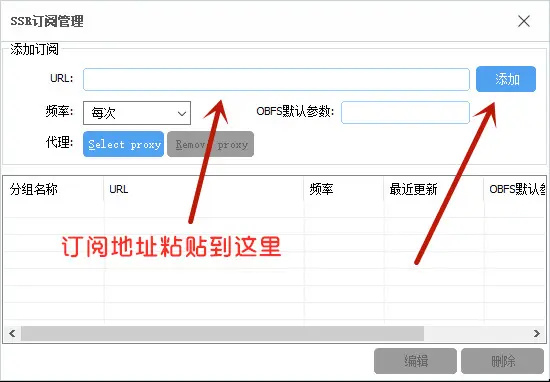 SSR订阅管理
添加订阅
URL:
添加
频率: 每次 OBFS默认参数:
代理: Select proxy Remove proxy
分组名称 URL 频率 最近更新 OBFS默认参
订阅地址粘贴到这里
编辑 删除